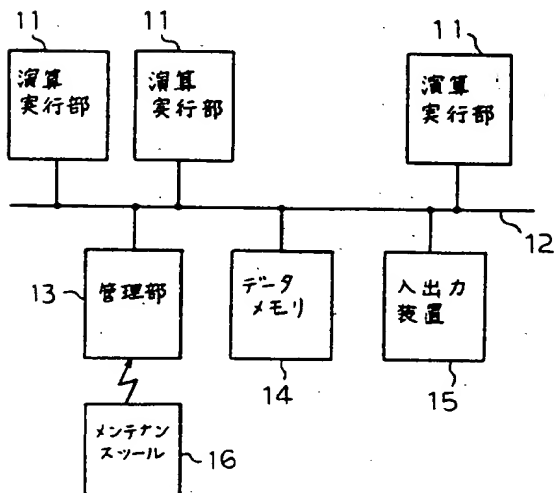 11
11
11
演算
実行部
演算
実行部
演算
実行部
12
13
管理部
データ
メモリ
入出力
装置
14
15
メンテナン
スツール
16